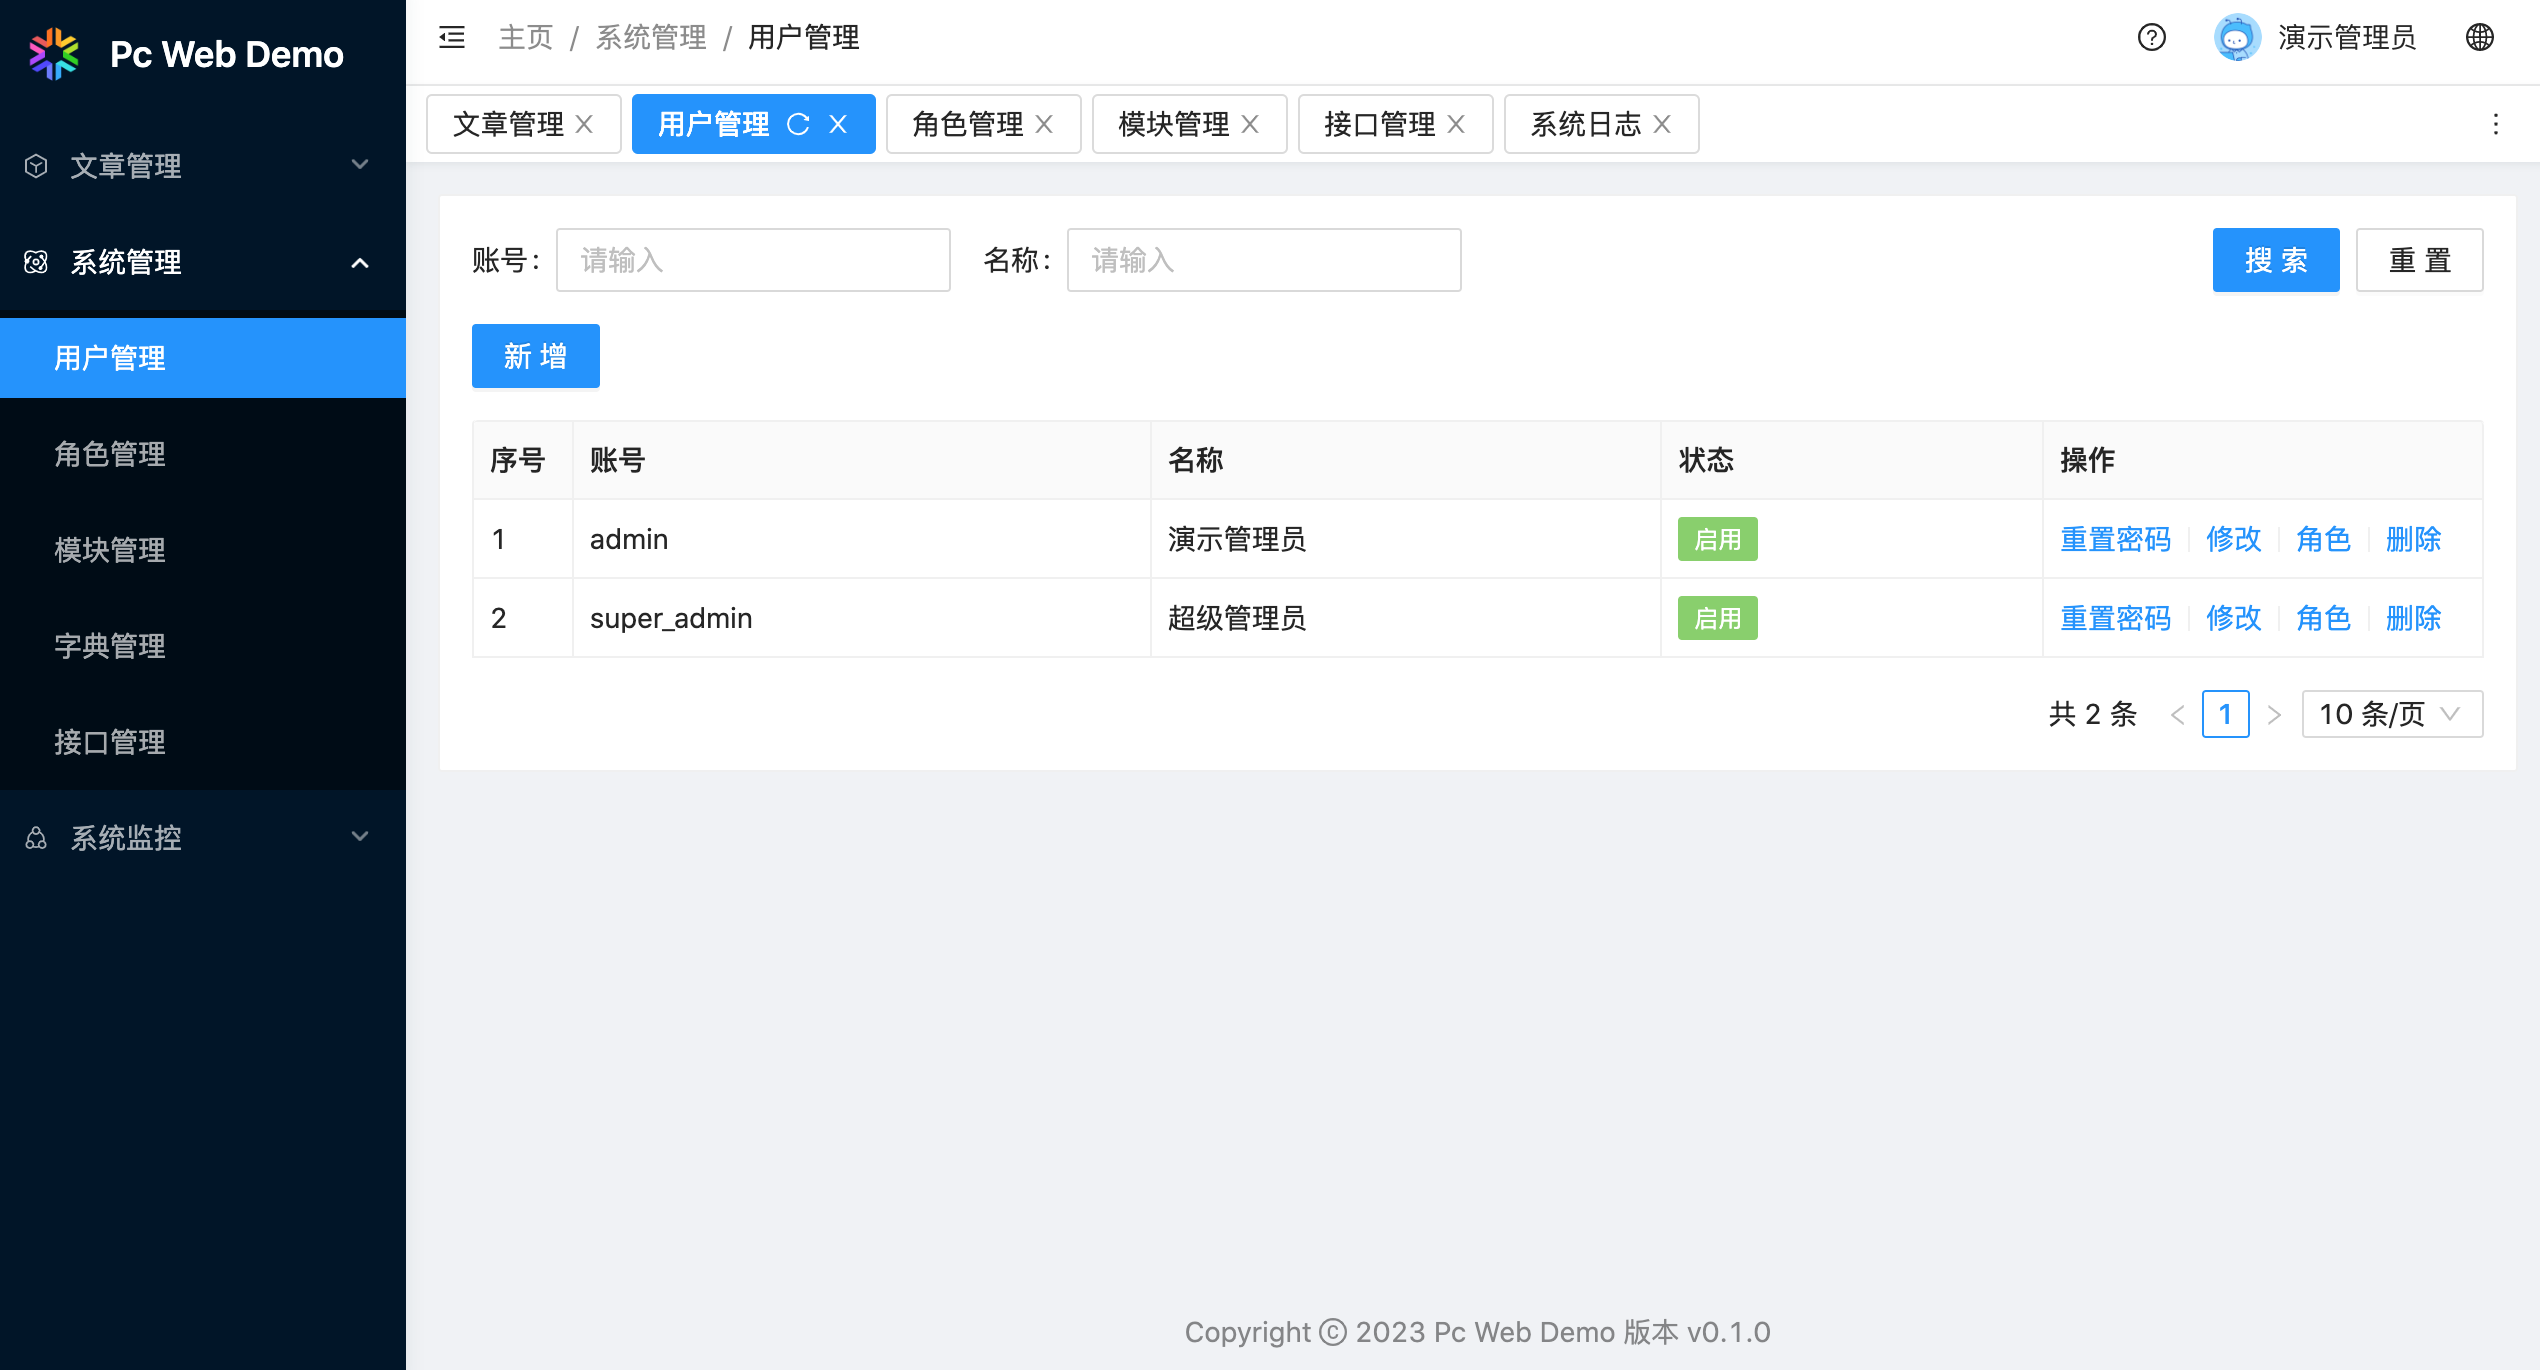 Pc Web Demo
文章管理
系统管理
用户管理
角色管理
模块管理
字典管理
接口管理
系统监控
主页 / 系统管理 / 用户管理
演示管理员
文章管理 用户管理 角色管理 模块管理 接口管理 系统日志
账号: 请输入 名称: 请输入 搜 索 重 置
新 增
序号 账号 名称 状态 操作
1 admin 演示管理员 启用 重置密码 修改 角色 删除
2 super_admin 超级管理员 启用 重置密码 修改 角色 删除
共 2 条 < 1 > 10 条/页
Copyright © 2023 Pc Web Demo 版本 v0.1.0